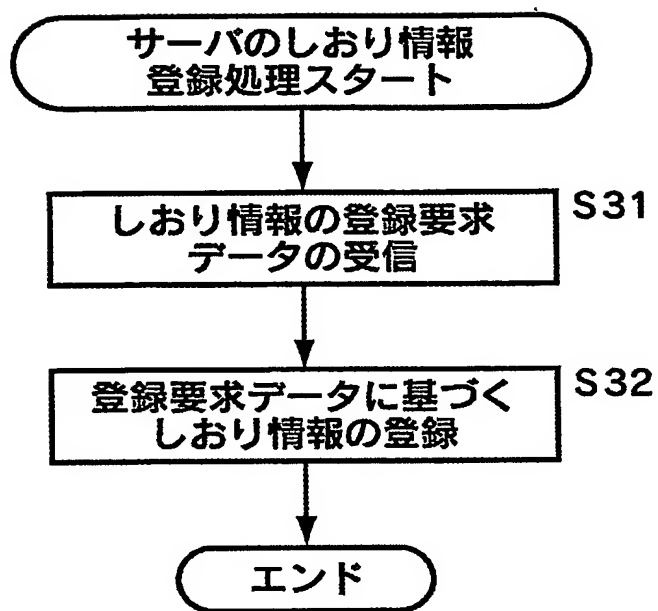 サーバのしおり情報
登録処理スタート
S31
しおり情報の登録要求
データの受信
S32
登録要求データに基づく
しおり情報の登録
エンド